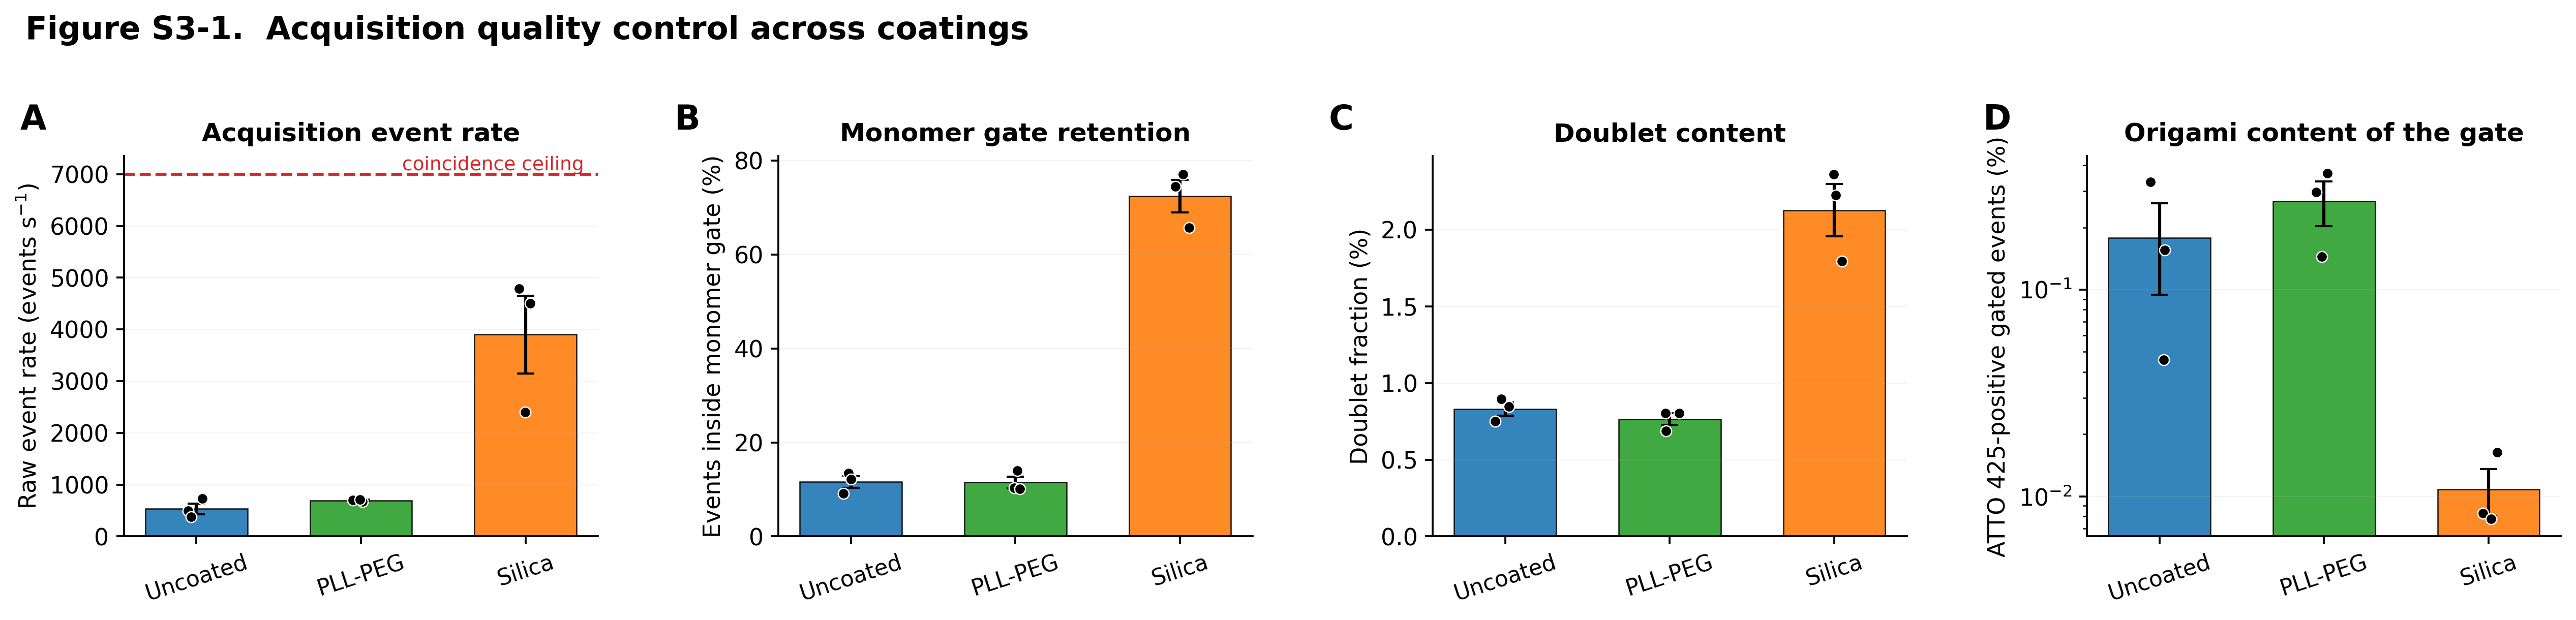 Figure S3-1.  Acquisition quality control across coatings
A
Acquisition event rate
Raw event rate (events s⁻¹)
7000
6000
5000
4000
3000
2000
1000
0
coincidence ceiling
Uncoated
PLL-PEG
Silica
B
Monomer gate retention
Events inside monomer gate (%)
80
60
40
20
0
Uncoated
PLL-PEG
Silica
C
Doublet content
Doublet fraction (%)
2.0
1.5
1.0
0.5
0.0
Uncoated
PLL-PEG
Silica
D
Origami content of the gate
ATTO 425-positive gated events (%)
10⁻¹
10⁻²
Uncoated
PLL-PEG
Silica